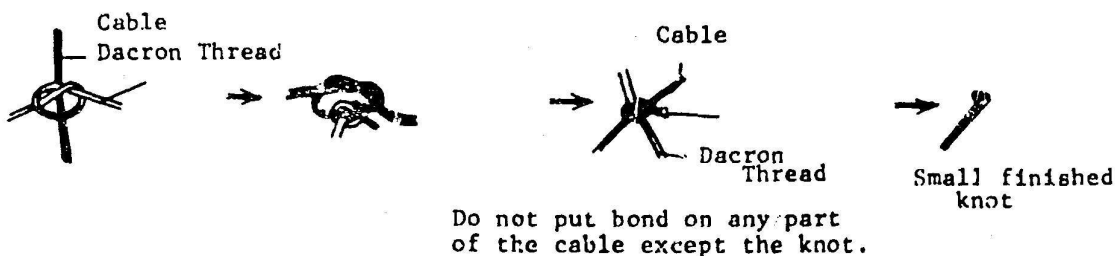 Cable
Dacron Thread
Cable
Dacron
Thread
Small finished
knot
Do not put bond on any part
of the cable except the knot.